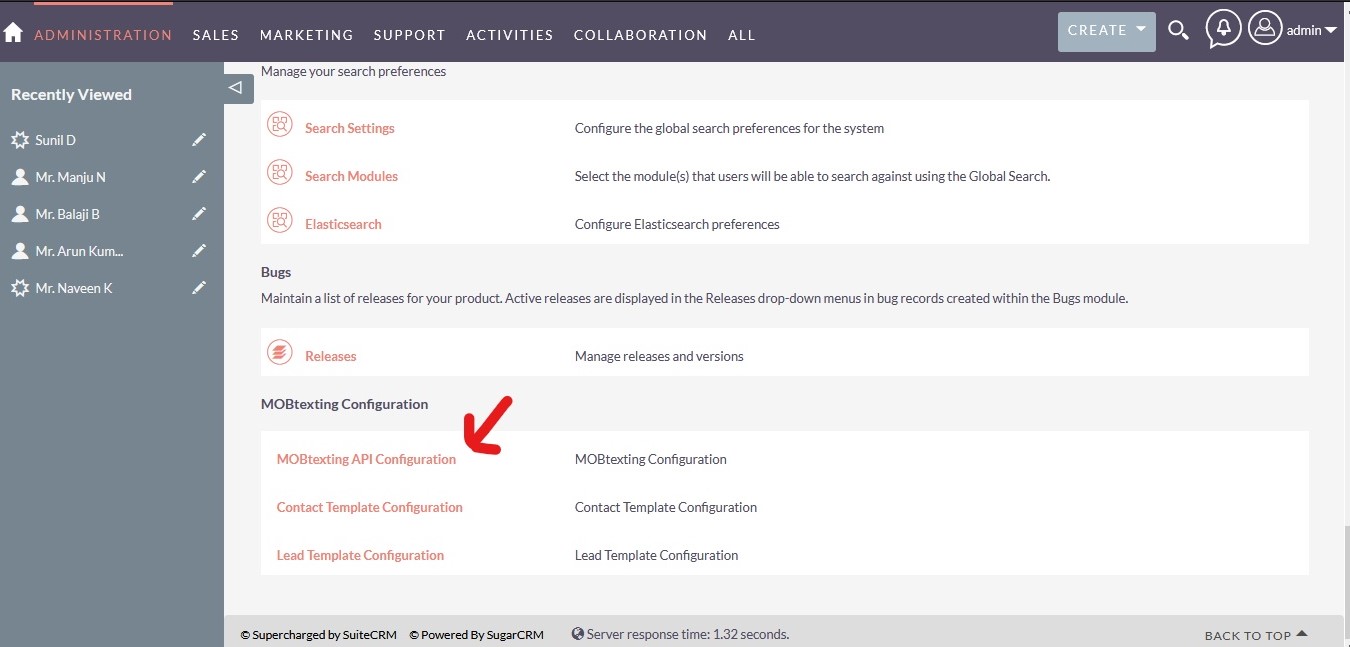 ADMINISTRATION SALES MARKETING SUPPORT ACTIVITIES COLLABORATION ALL CREATE admin
Recently Viewed
Sunil D
Mr. Manju N
Mr. Balaji B
Mr. Arun Kum...
Mr. Naveen K
Manage your search preferences
Search Settings Configure the global search preferences for the system
Search Modules Select the module(s) that users will be able to search against using the Global Search.
Elasticsearch Configure Elasticsearch preferences
Bugs
Maintain a list of releases for your product. Active releases are displayed in the Releases drop-down menus in bug records created within the Bugs module.
Releases Manage releases and versions
MOBtexting Configuration
MOBtexting API Configuration MOBtexting Configuration
Contact Template Configuration Contact Template Configuration
Lead Template Configuration Lead Template Configuration
© Supercharged by SuiteCRM © Powered By SugarCRM Server response time: 1.32 seconds. BACK TO TOP